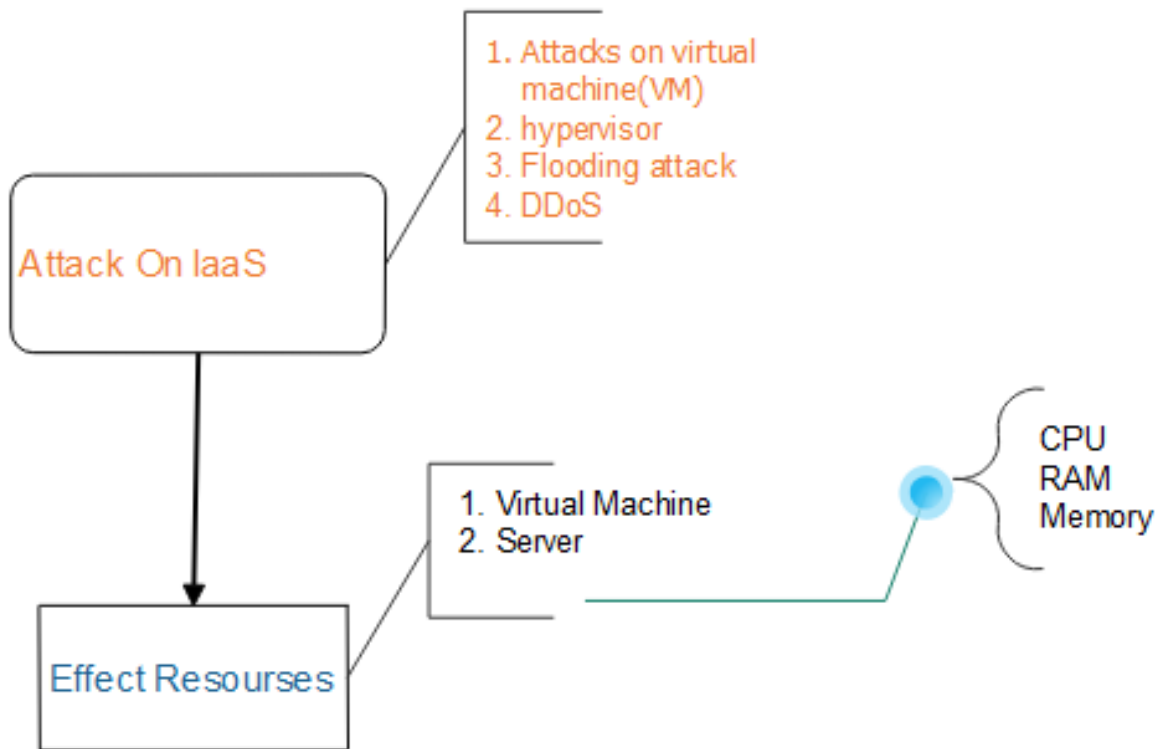 1. Attacks on virtual
machine(VM)
2. hypervisor
3. Flooding attack
4. DDoS
Attack On IaaS
CPU
RAM
Memory
1. Virtual Machine
2. Server
Effect Resourses